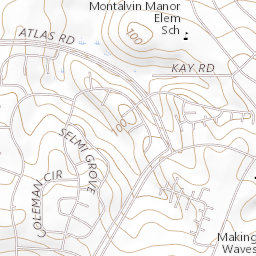 Montalvin Manor
Elem
Sch
100
ATLAS RD
KAY RD
100
SELMI GROVE
COLEMAN CIR
Making
Waves